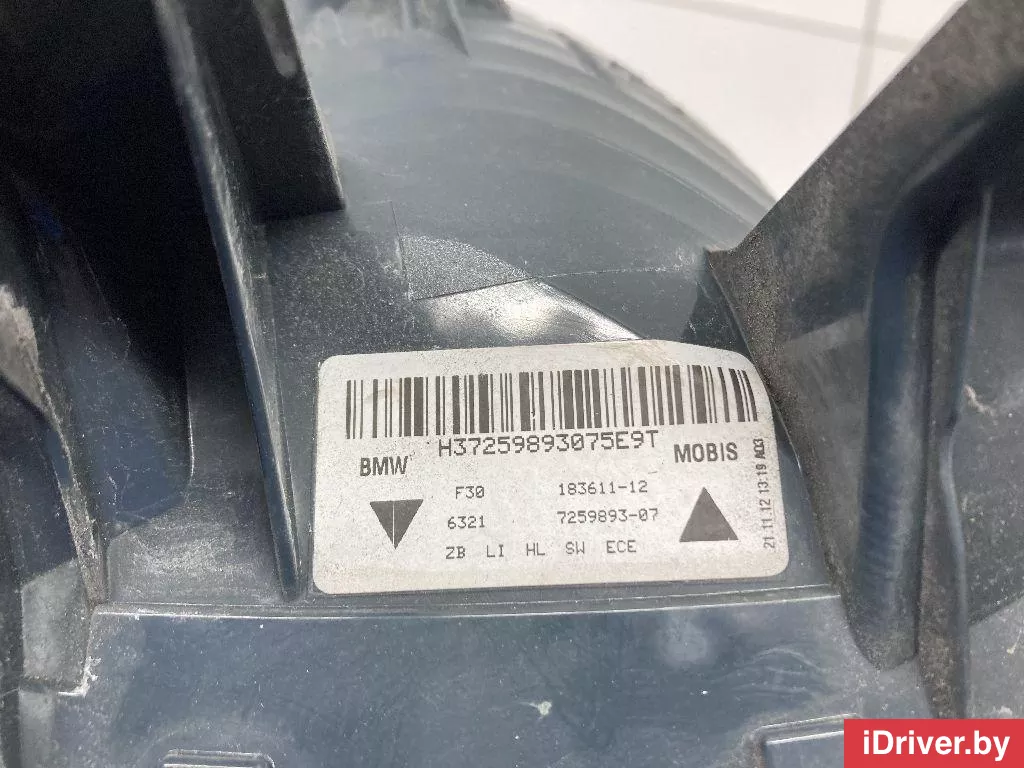 H37259893075E9T
BMW MOBIS
F30 183611-12
6321 7259893-07
ZB LI HL SW ECE
21.11.12 13:19 A03
iDriver.by